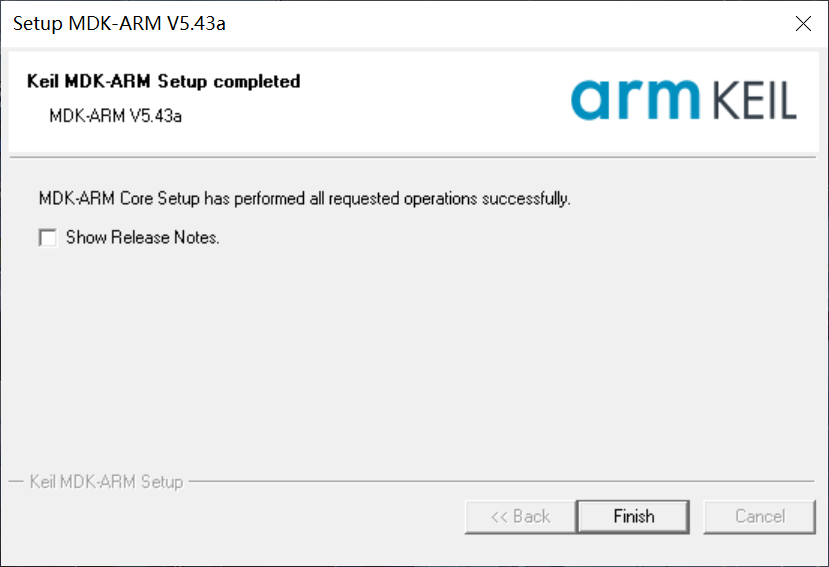 Setup MDK-ARM V5.43a
Keil MDK-ARM Setup completed
MDK-ARM V5.43a
arm KEIL
MDK-ARM Core Setup has performed all requested operations successfully.
Show Release Notes.
Keil MDK-ARM Setup
<< Back
Finish
Cancel